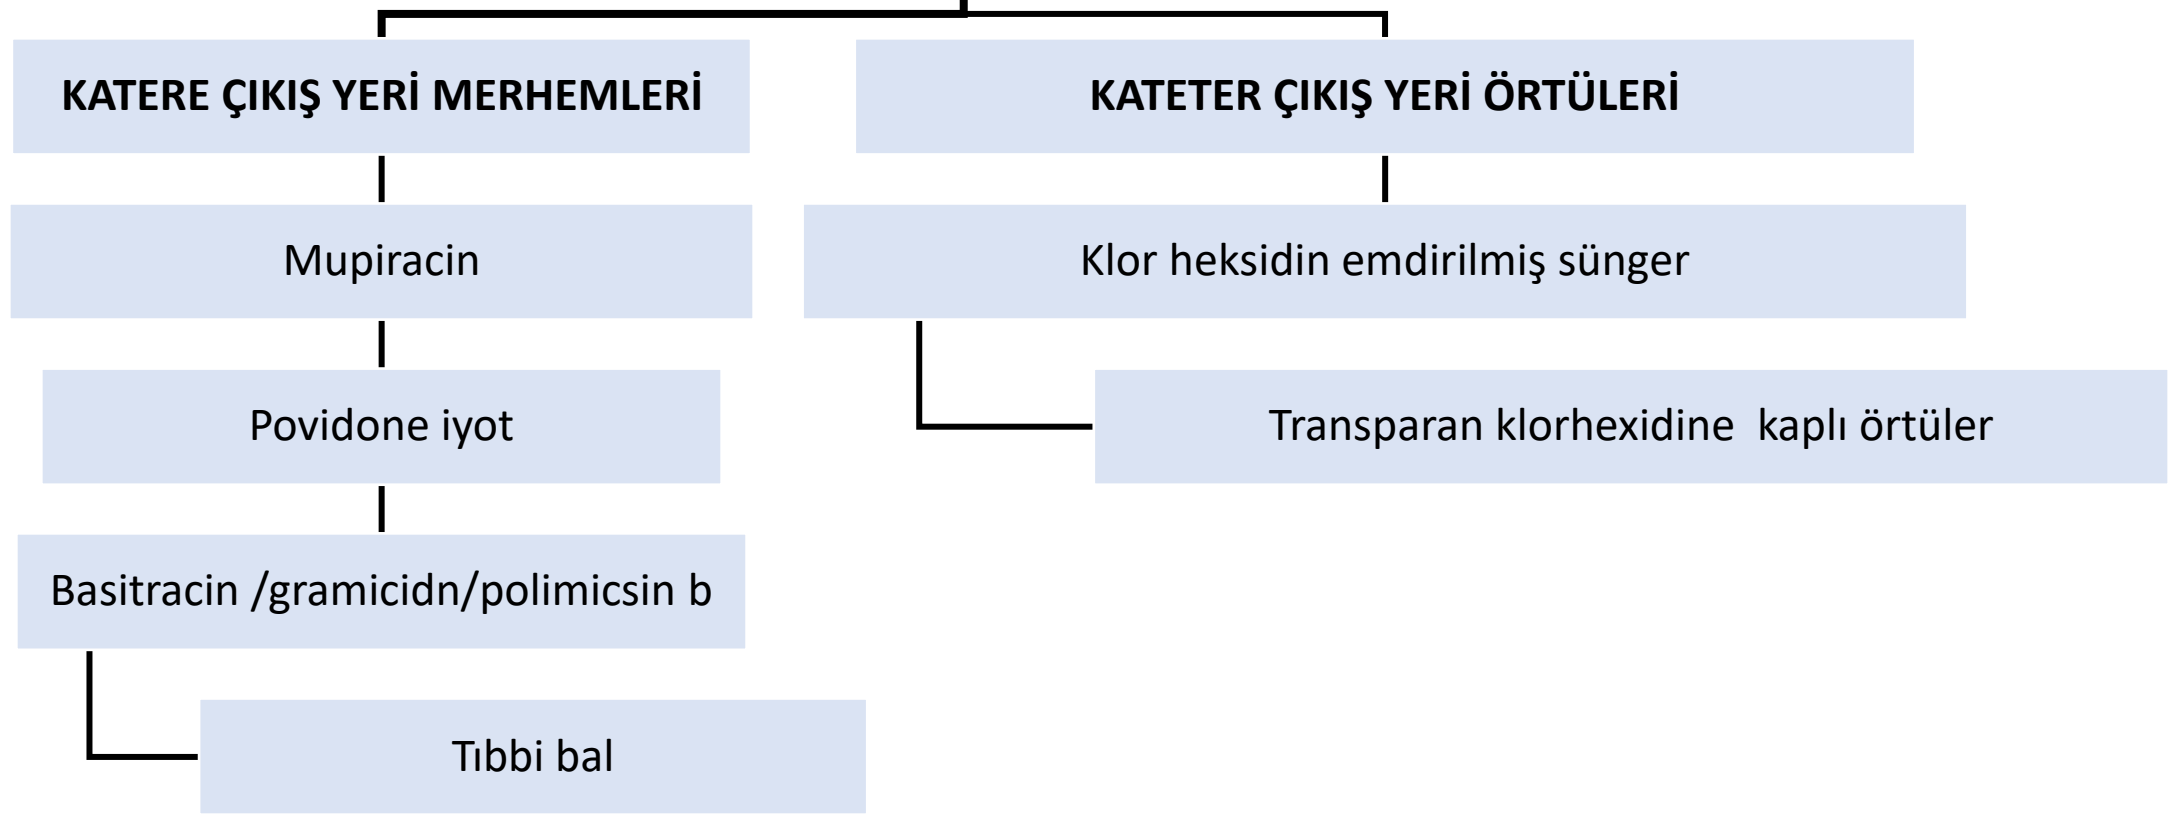 KATERE ÇIKIŞ YERİ MERHEMLERİ
Mupiracin
Povidone iyot
Basitracin /gramicidn/polimicsin b
Tıbbi bal
KATETER ÇIKIŞ YERİ ÖRTÜLERİ
Klor heksidin emdirilmiş sünger
Transparan klorhexidine  kaplı örtüler